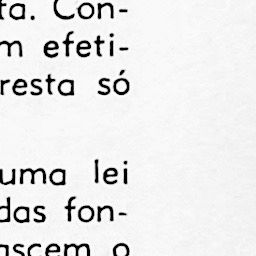 ta. Con-
m efeti-
resta só
uma lei
das fon-
ascem o